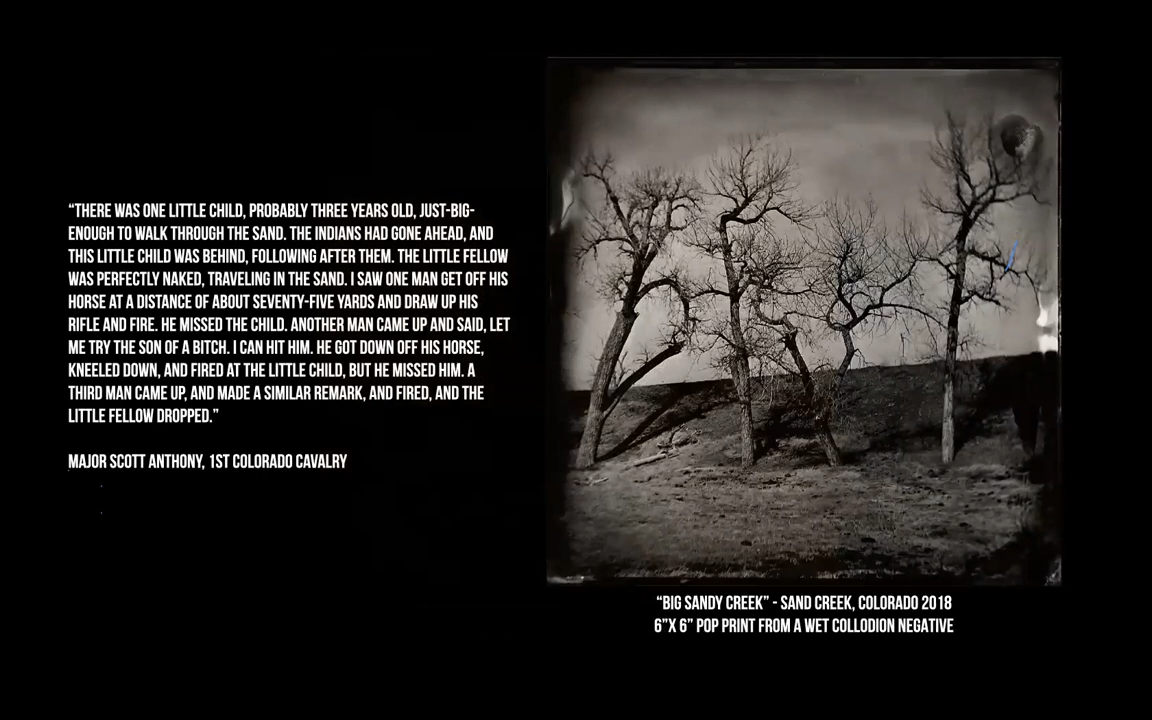 “THERE WAS ONE LITTLE CHILD, PROBABLY THREE YEARS OLD, JUST-BIG-
ENOUGH TO WALK THROUGH THE SAND. THE INDIANS HAD GONE AHEAD, AND
THIS LITTLE CHILD WAS BEHIND, FOLLOWING AFTER THEM. THE LITTLE FELLOW
WAS PERFECTLY NAKED, TRAVELING IN THE SAND. I SAW ONE MAN GET OFF HIS
HORSE AT A DISTANCE OF ABOUT SEVENTY-FIVE YARDS AND DRAW UP HIS
RIFLE AND FIRE. HE MISSED THE CHILD. ANOTHER MAN CAME UP AND SAID, LET
ME TRY THE SON OF A BITCH. I CAN HIT HIM. HE GOT DOWN OFF HIS HORSE,
KNEELED DOWN, AND FIRED AT THE LITTLE CHILD, BUT HE MISSED HIM. A
THIRD MAN CAME UP, AND MADE A SIMILAR REMARK, AND FIRED, AND THE
LITTLE FELLOW DROPPED.”
MAJOR SCOTT ANTHONY, 1ST COLORADO CAVALRY
“BIG SANDY CREEK” - SAND CREEK, COLORADO 2018
6”X 6” POP PRINT FROM A WET COLLODION NEGATIVE